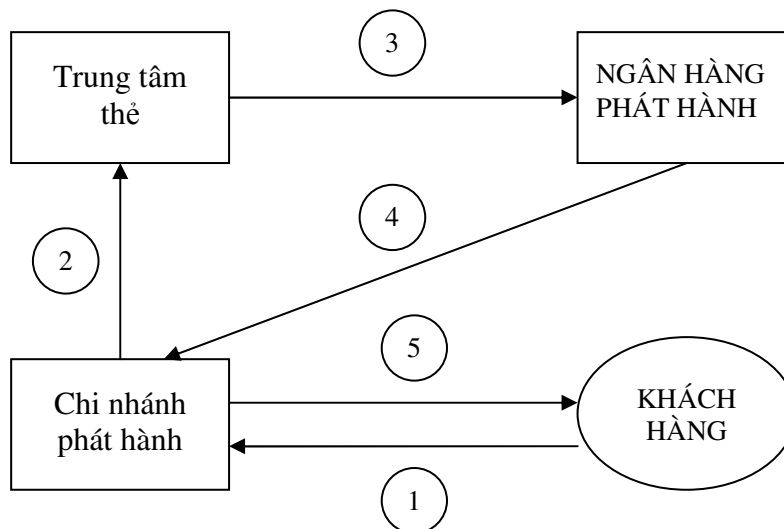 3
Trung tâm
thẻ
NGÂN HÀNG
PHÁT HÀNH
4
2
5
Chi nhánh
phát hành
KHÁCH
HÀNG
1